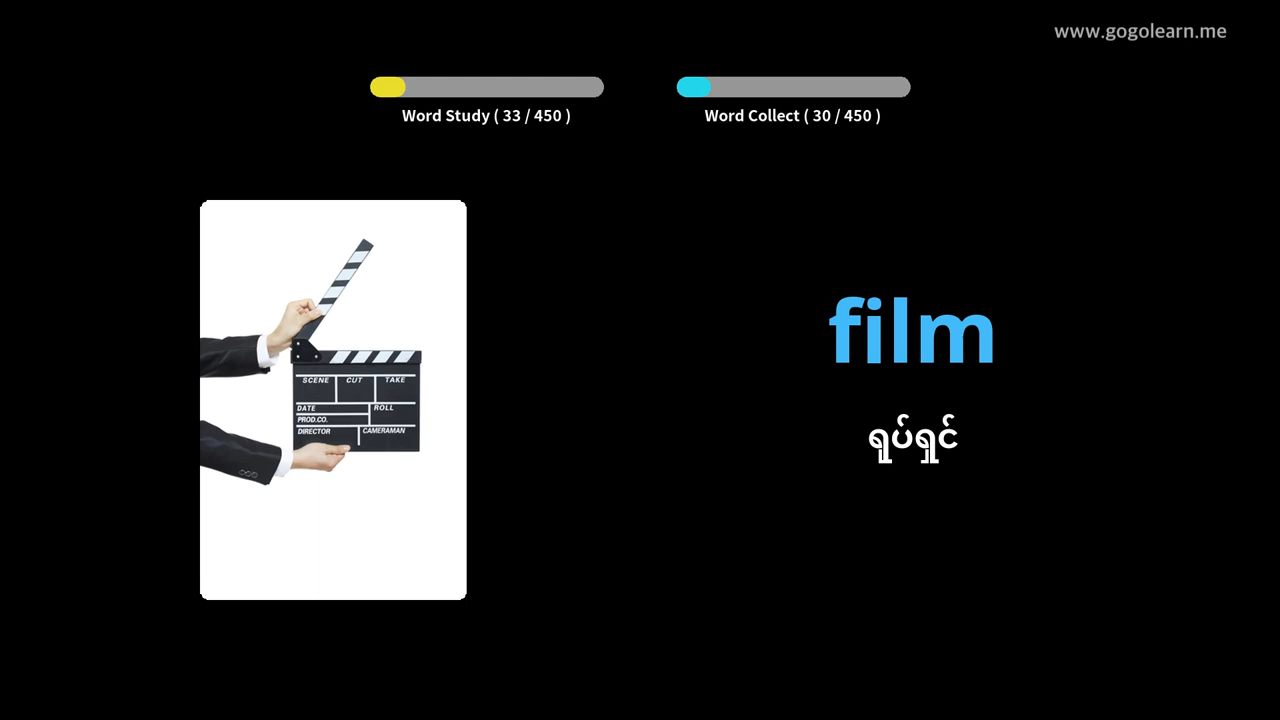 www.gogolearn.me
Word Study ( 33 / 450 )
Word Collect ( 30 / 450 )
SCENE CUT TAKE
DATE ROLL
PROD.CO.
DIRECTOR CAMERAMAN
film
ရုပ်ရှင်